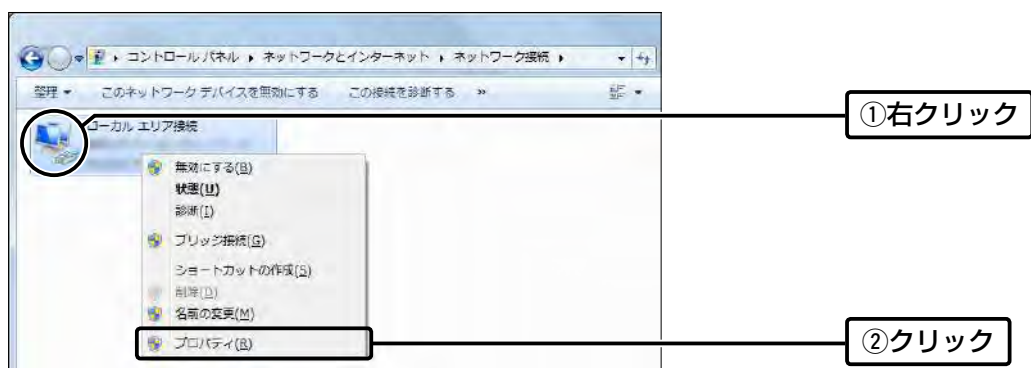 コントロール パネル ▸ ネットワークとインターネット ▸ ネットワーク接続 ▸
整理 ▾ このネットワーク デバイスを無効にする この接続を診断する »
ローカル エリア接続
①右クリック
無効にする(B)
状態(U)
診断(I)
ブリッジ接続(G)
ショートカットの作成(S)
削除(D)
名前の変更(M)
プロパティ(R)
②クリック